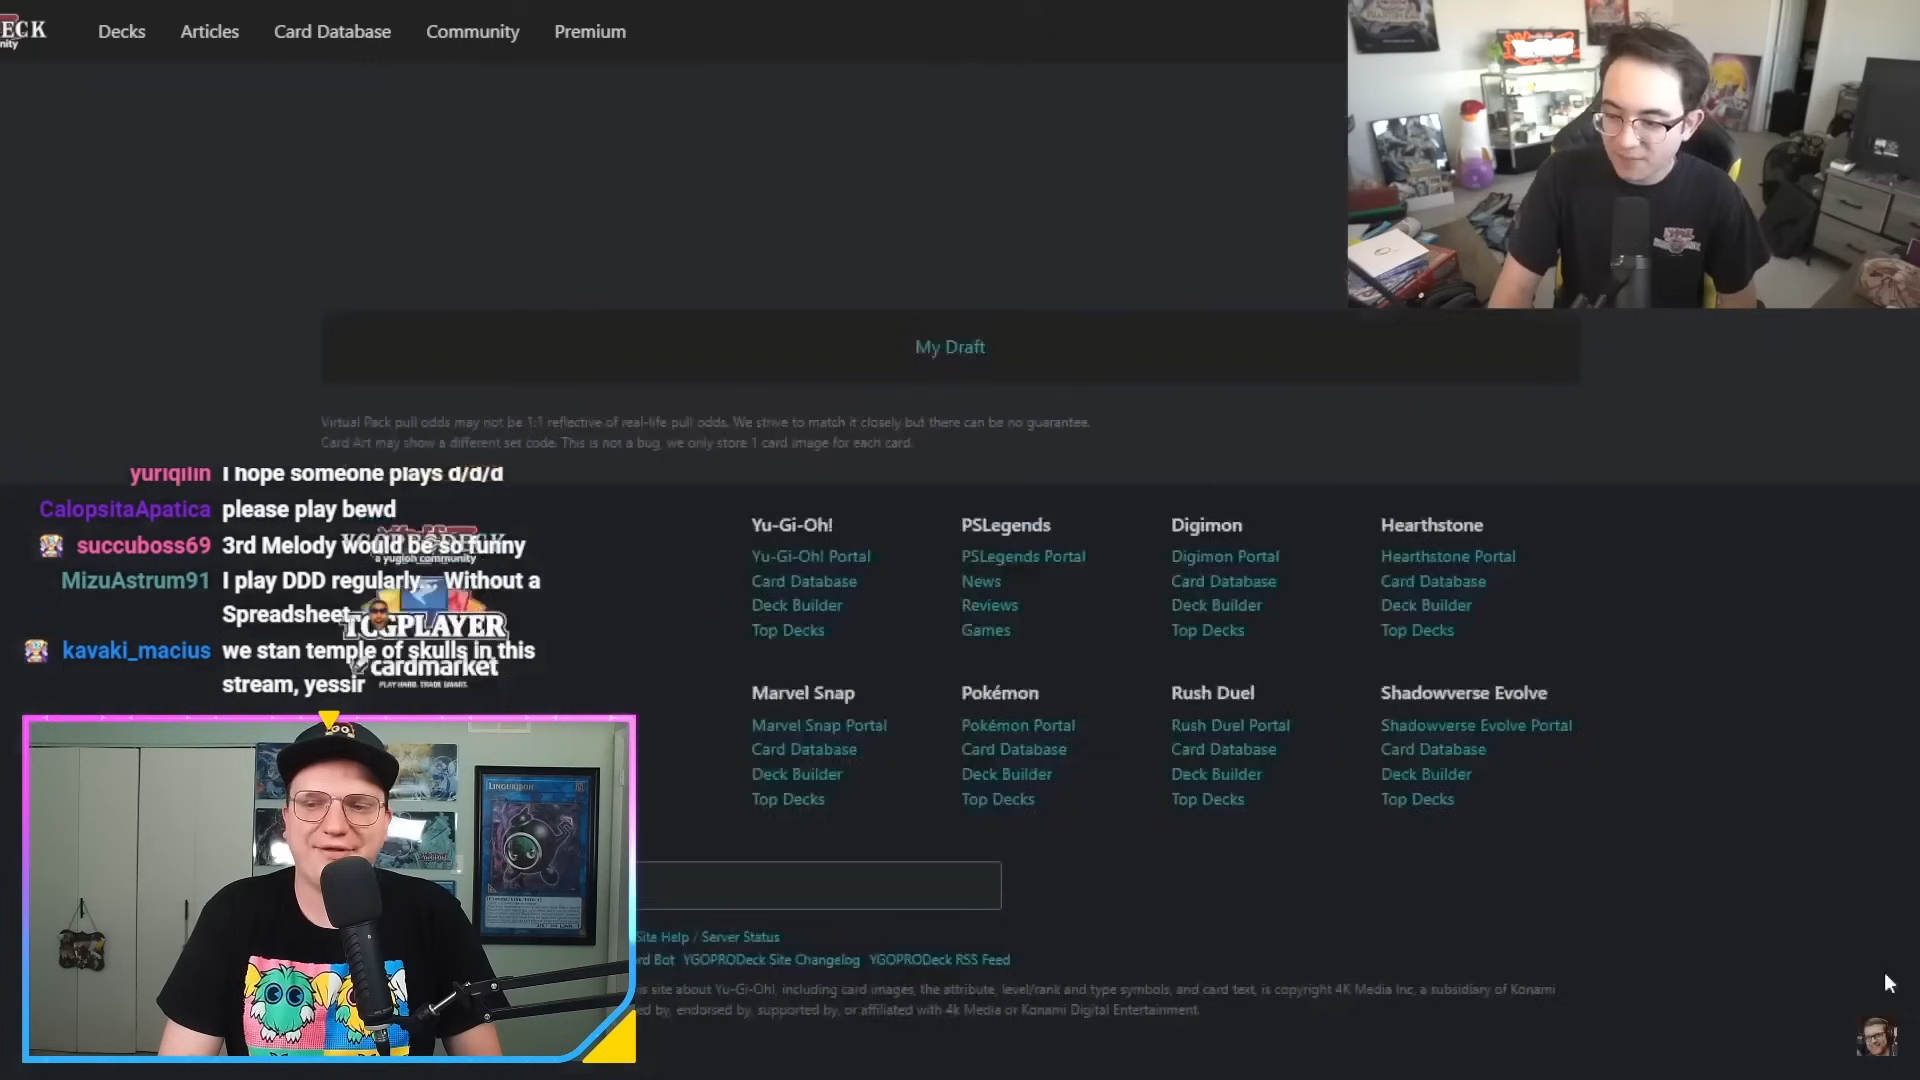 ECK
nity
Decks Articles Card Database Community Premium
My Draft
Virtual Pack pull odds may not be 1:1 reflective of real-life pull odds. We strive to match it closely but there can be no guarantee.
Card Art may show a different set code. This is not a bug, we only store 1 card image for each card.
yuriqilin I hope someone plays d/d/d
CalopsitaApatica please play bewd
succuboss69 3rd Melody would be so funny
MizuAstrum91 I play DDD regularly... Without a
Spreadsheet
kavaki_macius we stan temple of skulls in this
stream, yessir
YGOPRODECK
a yugioh community
TCGPLAYER
cardmarket
PLAY HARD. TRADE SMART.
Yu-Gi-Oh!
Yu-Gi-Oh! Portal
Card Database
Deck Builder
Top Decks
PSLegends
PSLegends Portal
News
Reviews
Games
Digimon
Digimon Portal
Card Database
Deck Builder
Top Decks
Hearthstone
Hearthstone Portal
Card Database
Deck Builder
Top Decks
Marvel Snap
Marvel Snap Portal
Card Database
Deck Builder
Top Decks
Pokémon
Pokémon Portal
Card Database
Deck Builder
Top Decks
Rush Duel
Rush Duel Portal
Card Database
Deck Builder
Top Decks
Shadowverse Evolve
Shadowverse Evolve Portal
Card Database
Deck Builder
Top Decks
LINKURIBOH
Site Help / Server Status
rd Bot YGOPRODeck Site Changelog YGOPRODeck RSS Feed
is site about Yu-Gi-Oh!, including card images, the attribute, level/rank and type symbols, and card text, is copyright 4K Media Inc, a subsidiary of Konami
ed by, endorsed by, supported by, or affiliated with 4k Media or Konami Digital Entertainment.